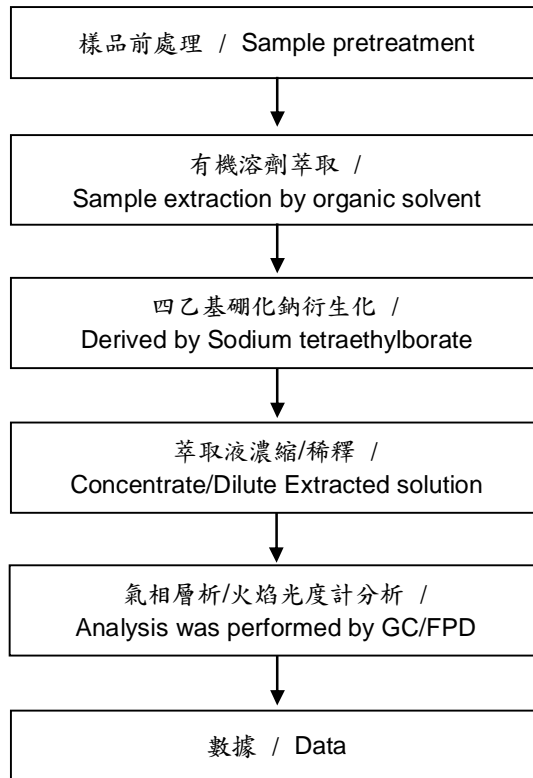 樣品前處理 / Sample pretreatment
有機溶劑萃取 /
Sample extraction by organic solvent
四乙基硼化鈉衍生化 /
Derived by Sodium tetraethylborate
萃取液濃縮/稀釋 /
Concentrate/Dilute Extracted solution
氣相層析/火焰光度計分析 /
Analysis was performed by GC/FPD
數據 / Data